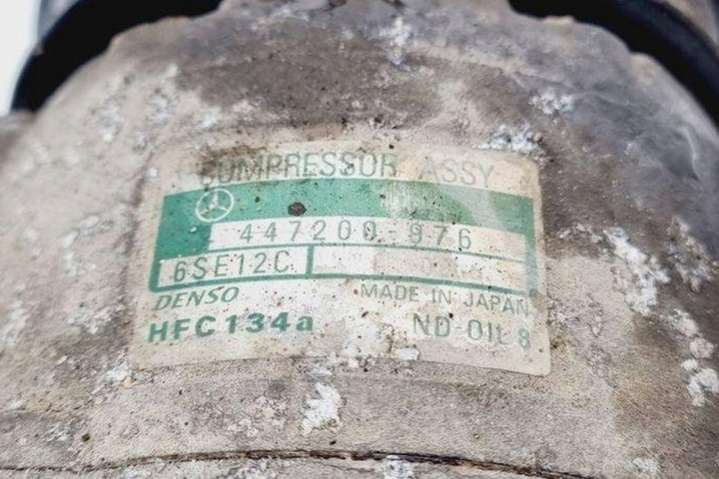 COMPRESSOR ASSY
447200-976
6SE12C
DENSO MADE IN JAPAN
HFC134a ND-OIL 8